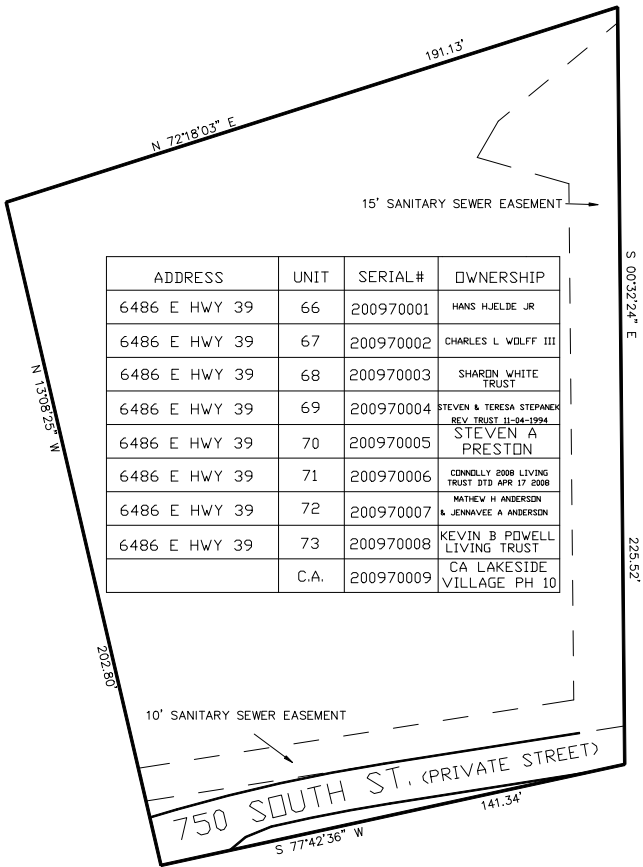 191.13'
N 72°18'03" E
15' SANITARY SEWER EASEMENT
S 00°32'24" E
ADDRESS UNIT SERIAL# OWNERSHIP
6486 E HWY 39 66 200970001 HANS HJELDE JR
6486 E HWY 39 67 200970002 CHARLES L WOLFF III
6486 E HWY 39 68 200970003 SHARON WHITE
TRUST
6486 E HWY 39 69 200970004 STEVEN & TERESA STEPANEK
REV TRUST 11-04-1994
6486 E HWY 39 70 200970005 STEVEN A
PRESTON
6486 E HWY 39 71 200970006 CONNOLLY 2008 LIVING
TRUST DTD APR 17 2008
6486 E HWY 39 72 200970007 MATHEW H ANDERSON
& JENNAVEE A ANDERSON
6486 E HWY 39 73 200970008 KEVIN B POWELL
LIVING TRUST
C.A. 200970009 CA LAKESIDE
VILLAGE PH 10
N 13°08'25" W
225.52'
202.80'
10' SANITARY SEWER EASEMENT
750 SOUTH ST. (PRIVATE STREET)
141.34'
S 77°42'36" W